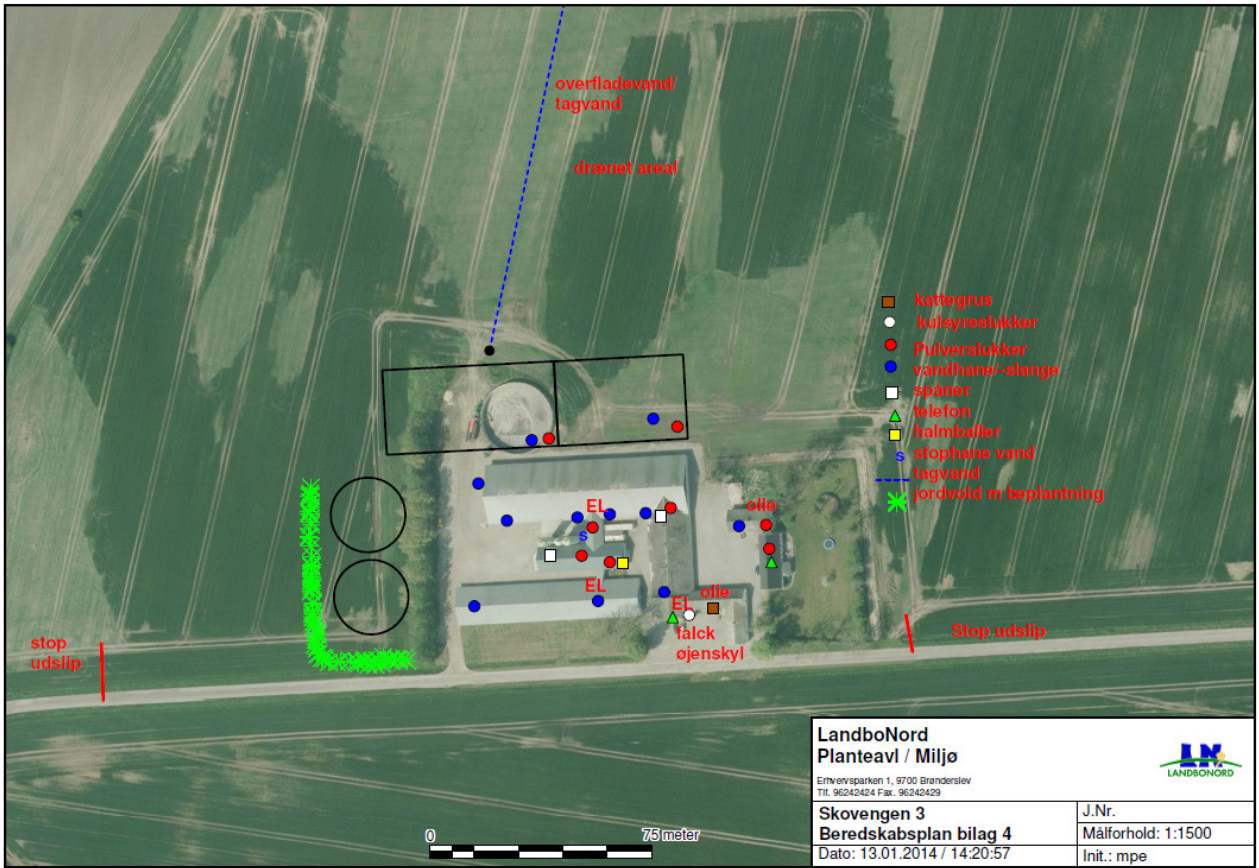 overfladevand/
tagvand
drænet areal
kattegrus
kulsyreslukker
Pulverslukker
vandhane/-slange
spåner
telefon
halmballer
s stophane vand
tagvand
jordvold m beplantning
EL
olie
s
EL
olie
EL
falck
øjenskyl
stop
udslip
Stop udslip
LandboNord
Planteavl / Miljø
Erhvervsparken 1, 9700 Brønderslev
Tlf. 96242424 Fax. 96242429
LN
LANDBONORD
Skovengen 3
Beredskabsplan bilag 4
Dato: 13.01.2014 / 14:20:57
J.Nr.
Målforhold: 1:1500
Init.: mpe
0 75 meter